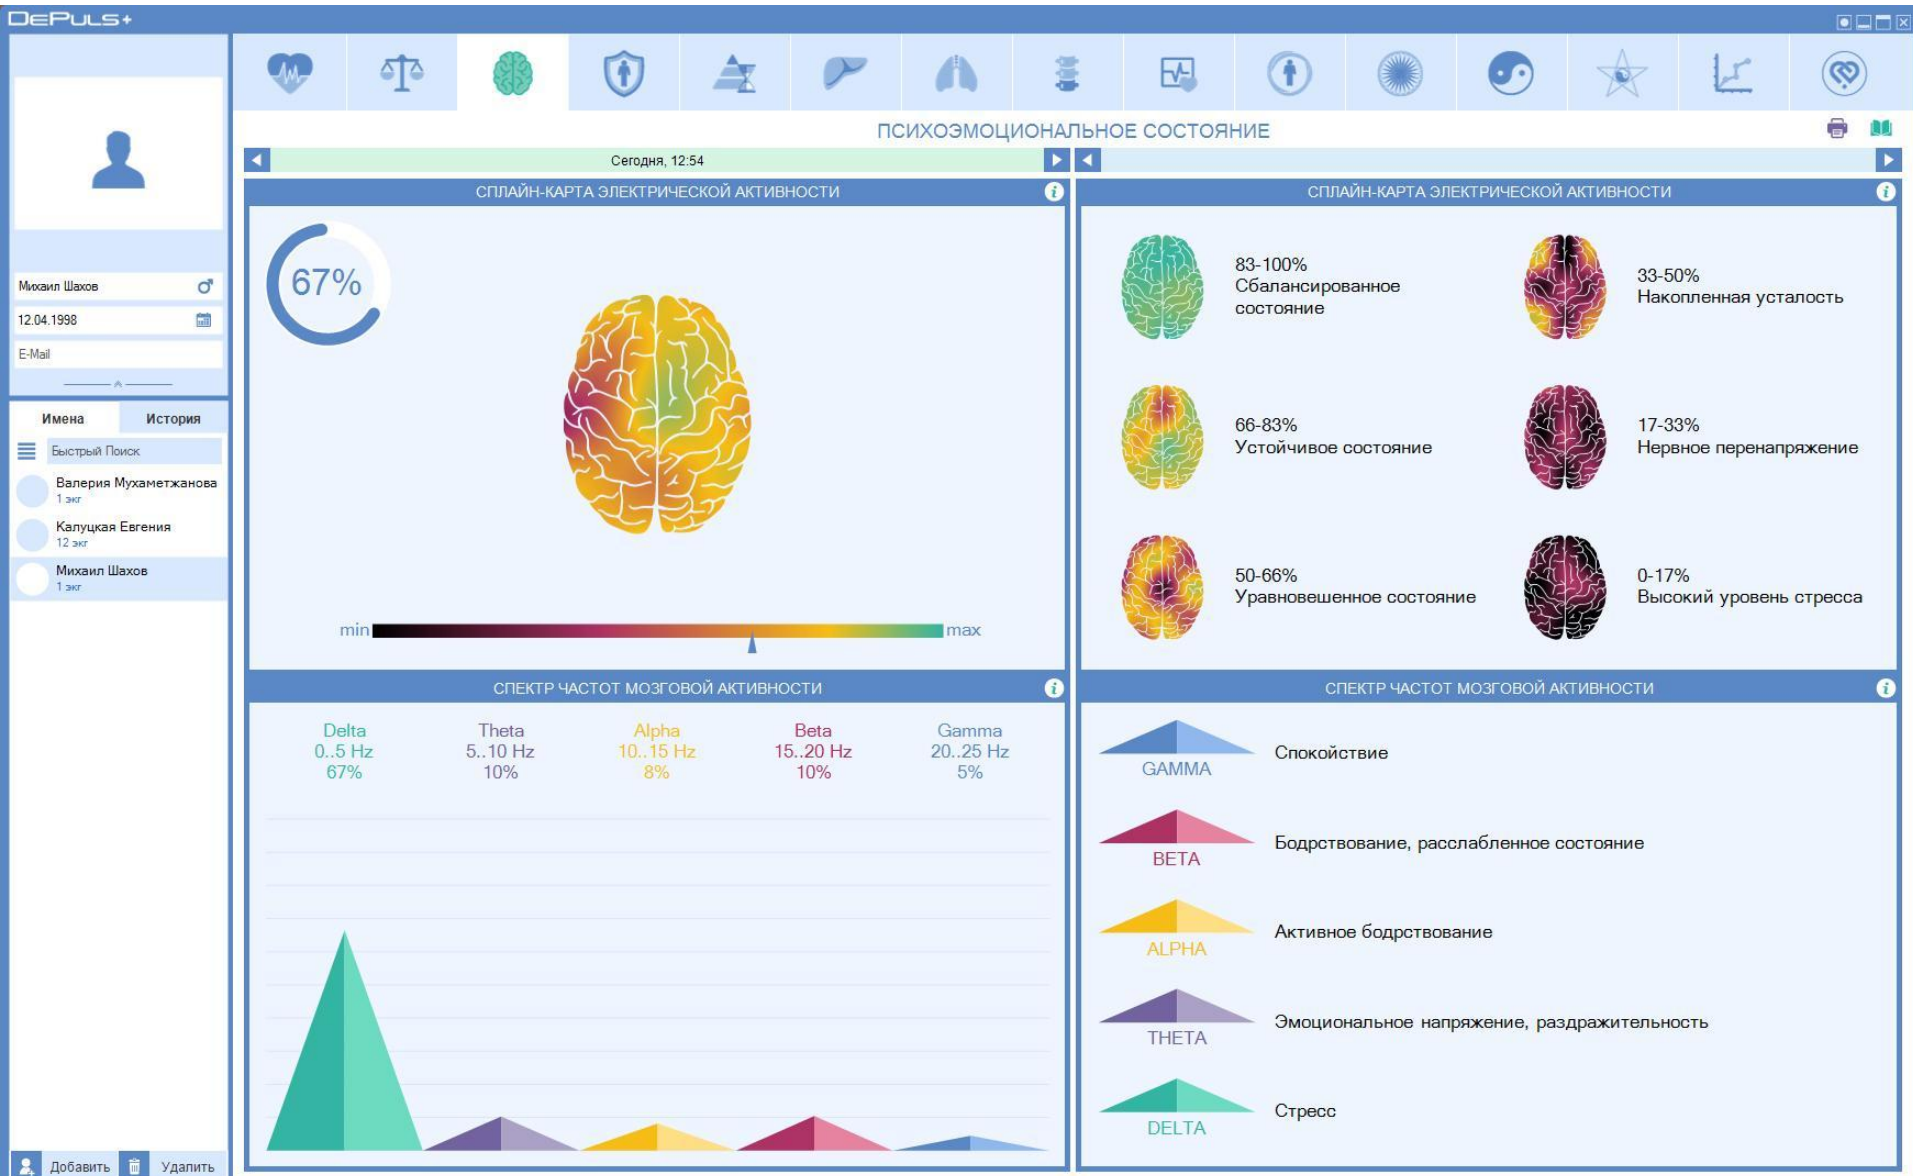 DePuls+
ПСИХОЭМОЦИОНАЛЬНОЕ СОСТОЯНИЕ
Михаил Шахов
12.04.1998
E-Mail
Имена
История
Быстрый Поиск
Валерия Мухаметжанова
1 экг
Калуцкая Евгения
12 экг
Михаил Шахов
1 экг
Добавить
Удалить
Сегодня, 12:54
СПЛАЙН-КАРТА ЭЛЕКТРИЧЕСКОЙ АКТИВНОСТИ
67%
min
max
СПЛАЙН-КАРТА ЭЛЕКТРИЧЕСКОЙ АКТИВНОСТИ
83-100%
Сбалансированное
состояние
33-50%
Накопленная усталость
66-83%
Устойчивое состояние
17-33%
Нервное перенапряжение
50-66%
Уравновешенное состояние
0-17%
Высокий уровень стресса
СПЕКТР ЧАСТОТ МОЗГОВОЙ АКТИВНОСТИ
Delta
0..5 Hz
67%
Theta
5..10 Hz
10%
Alpha
10..15 Hz
8%
Beta
15..20 Hz
10%
Gamma
20..25 Hz
5%
СПЕКТР ЧАСТОТ МОЗГОВОЙ АКТИВНОСТИ
GAMMA
Спокойствие
BETA
Бодрствование, расслабленное состояние
ALPHA
Активное бодрствование
THETA
Эмоциональное напряжение, раздражительность
DELTA
Стресс